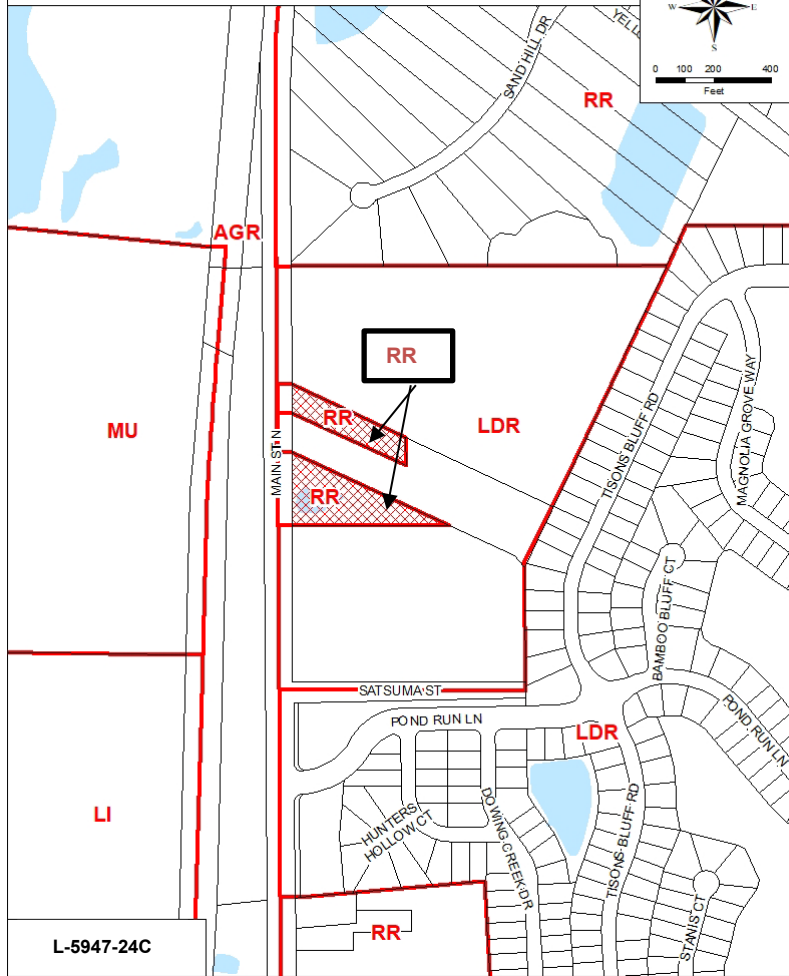 W
E
S
0 100 200 400
Feet
SAND HILL DR
RR
AGR
RR
RR
LDR
MU
MAIN ST N
RR
TISONS BLUFF RD
MAGNOLIA GROVE WAY
BAMBOO BLUFF CT
SATSUMA ST
POND RUN LN
LDR
POND RUN LN
LI
HUNTERS
HOLLOW CT
DOWING CREEK DR
TISONS BLUFF RD
STANIS CT
RR
L-5947-24C